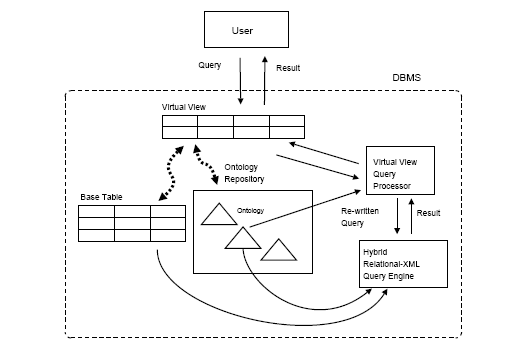 User
Query
Result
DBMS
Virtual View
Ontology
Repository
Virtual View
Query
Processor
Base Table
Ontology
Re-written
Query
Result
Hybrid
Relational-XML
Query Engine